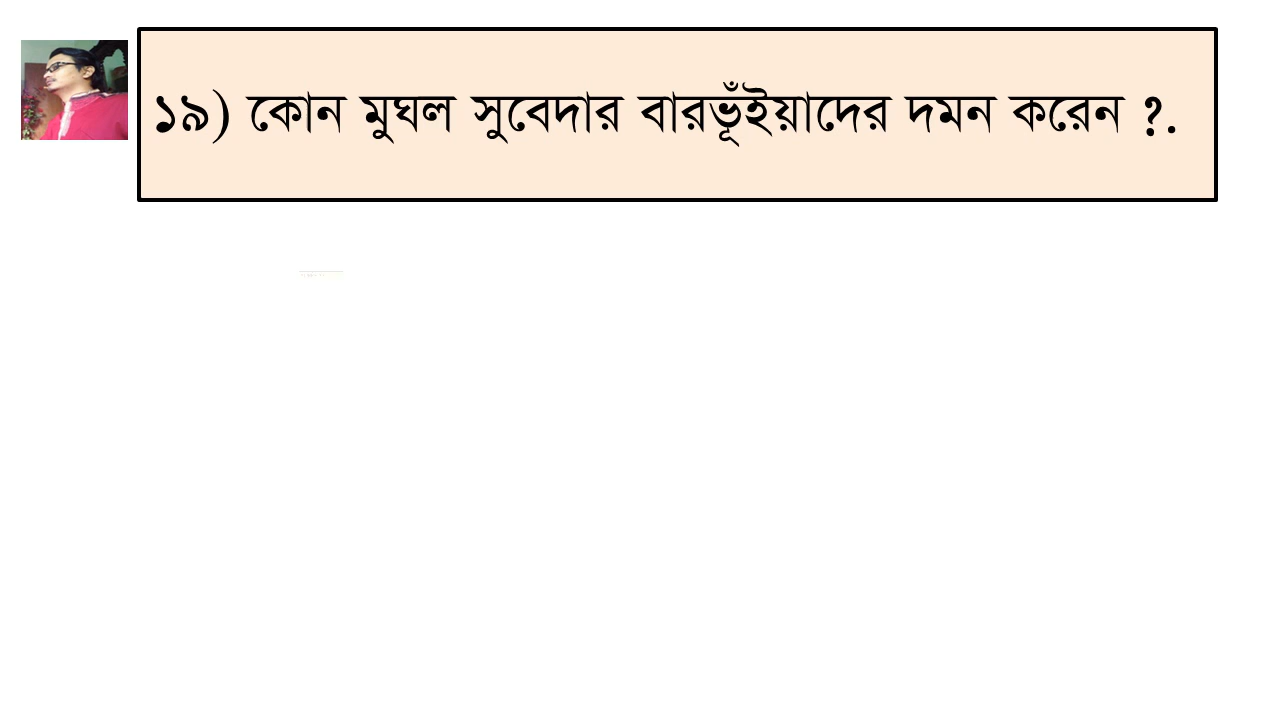 ১৯) কোন মুঘল সুবেদার বারভূঁইয়াদের দমন করেন ?.